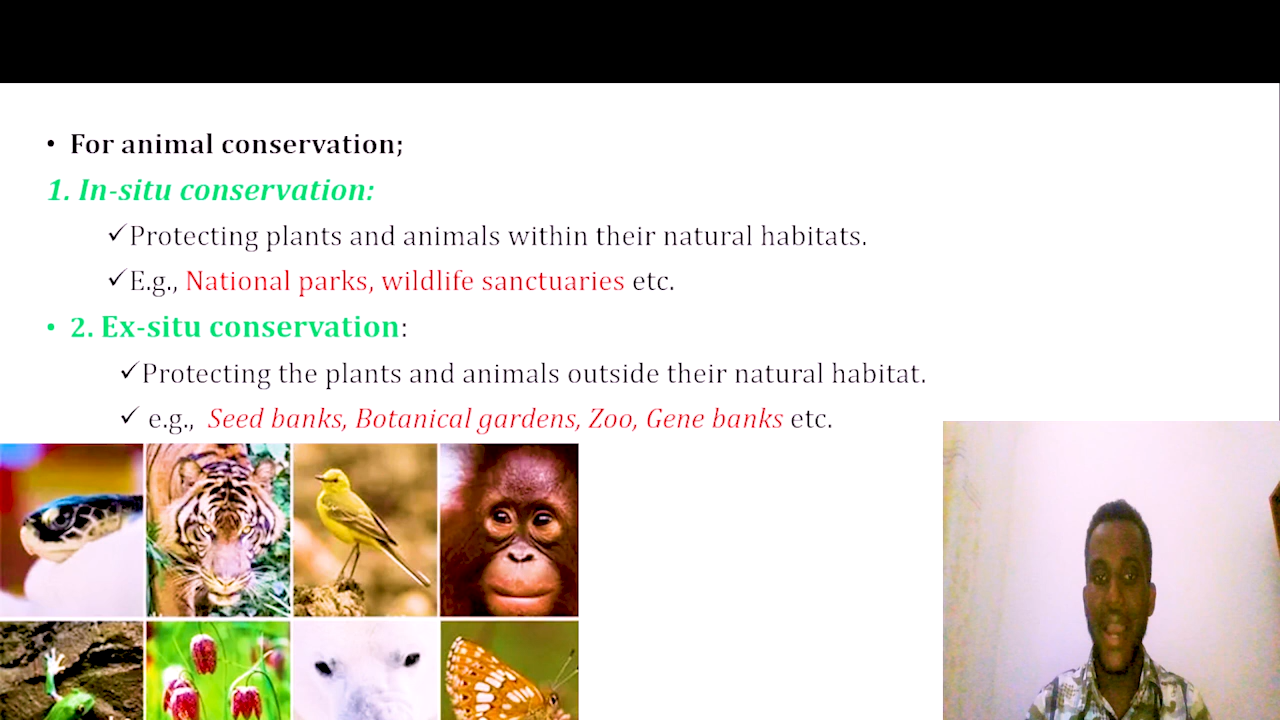 • For animal conservation;
1. In-situ conservation:
✓Protecting plants and animals within their natural habitats.
✓E.g., National parks, wildlife sanctuaries etc.
• 2. Ex-situ conservation:
✓Protecting the plants and animals outside their natural habitat.
✓ e.g., Seed banks, Botanical gardens, Zoo, Gene banks etc.